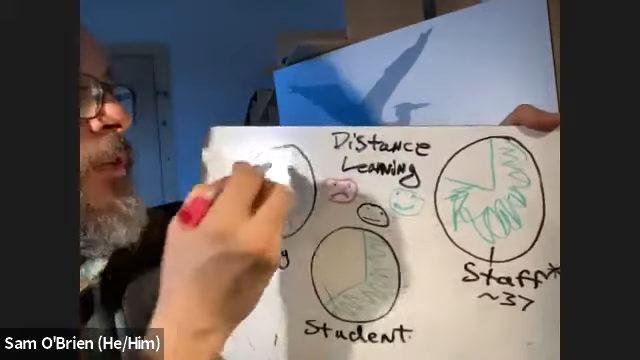 Distance
Learning
Staff*
~37
Student
Sam O'Brien (He/Him)